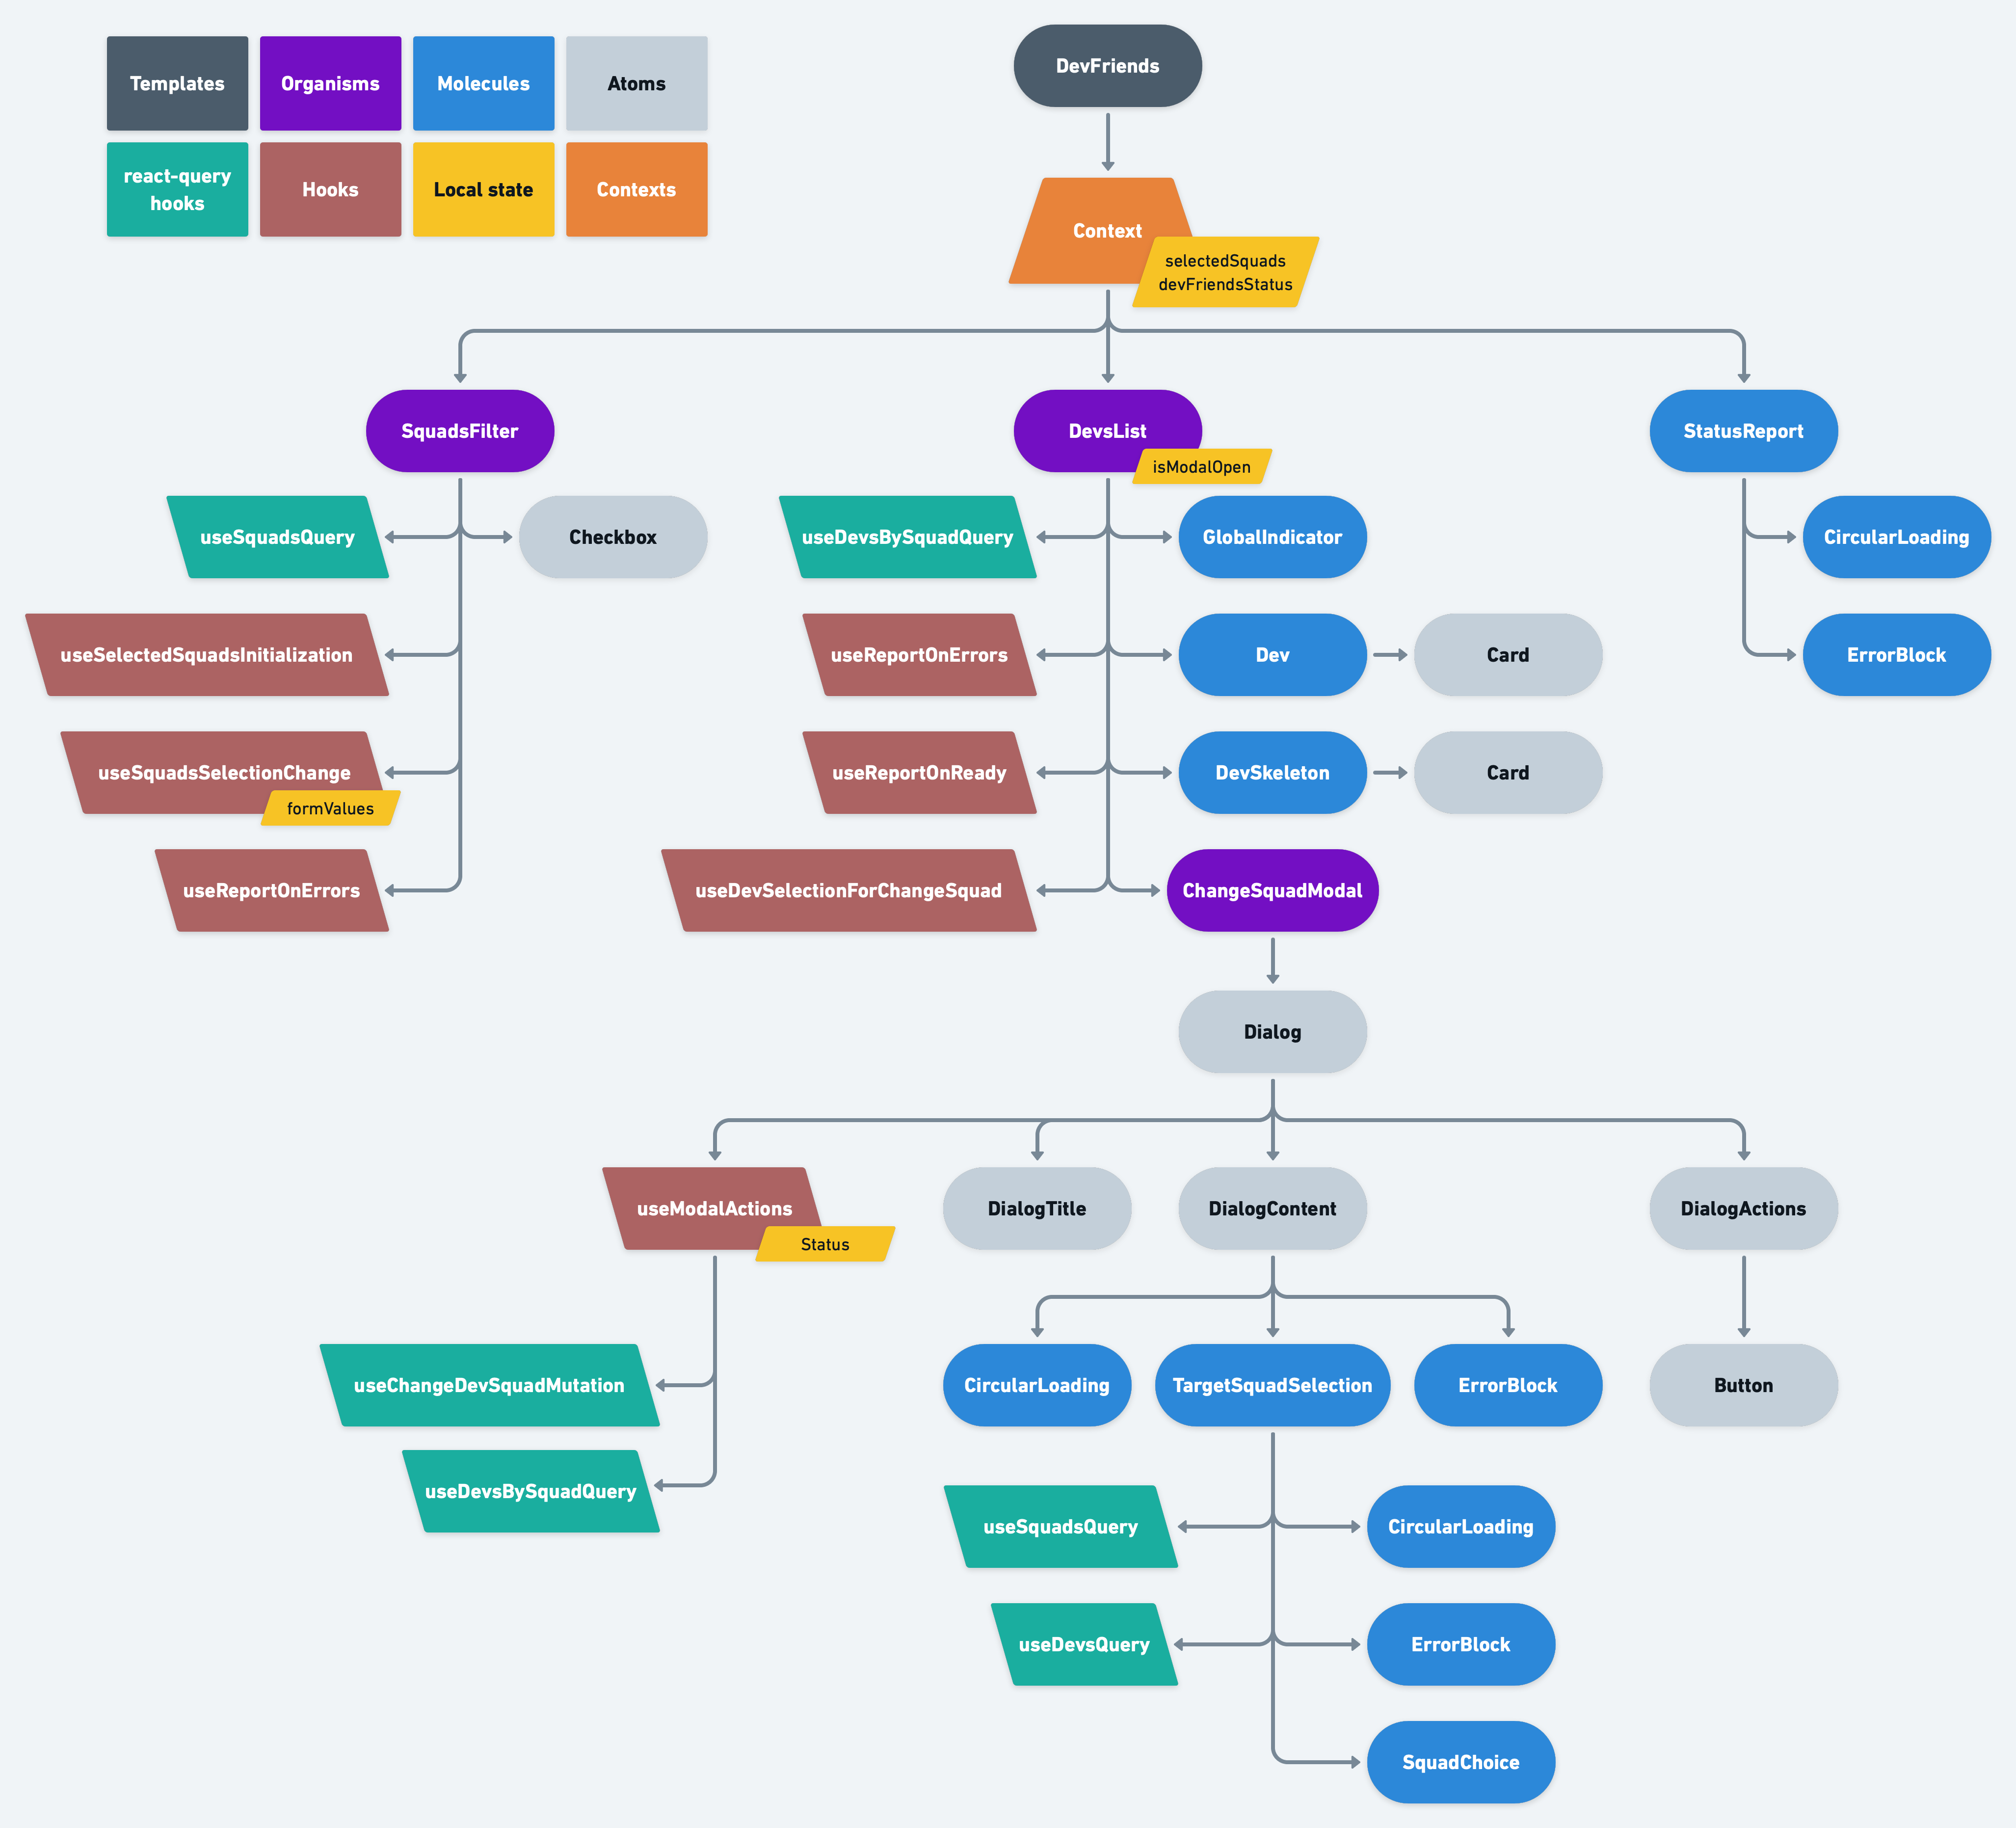 Templates
Organisms
Molecules
Atoms
react-query
hooks
Hooks
Local state
Contexts
DevFriends
Context
selectedSquads
devFriendsStatus
SquadsFilter
DevsList
isModalOpen
StatusReport
useSquadsQuery
Checkbox
useDevsBySquadQuery
GlobalIndicator
CircularLoading
useSelectedSquadsInitialization
useReportOnErrors
Dev
Card
ErrorBlock
useSquadsSelectionChange
formValues
useReportOnReady
DevSkeleton
Card
useReportOnErrors
useDevSelectionForChangeSquad
ChangeSquadModal
Dialog
useModalActions
Status
DialogTitle
DialogContent
DialogActions
useChangeDevSquadMutation
CircularLoading
TargetSquadSelection
ErrorBlock
Button
useDevsBySquadQuery
useSquadsQuery
CircularLoading
useDevsQuery
ErrorBlock
SquadChoice